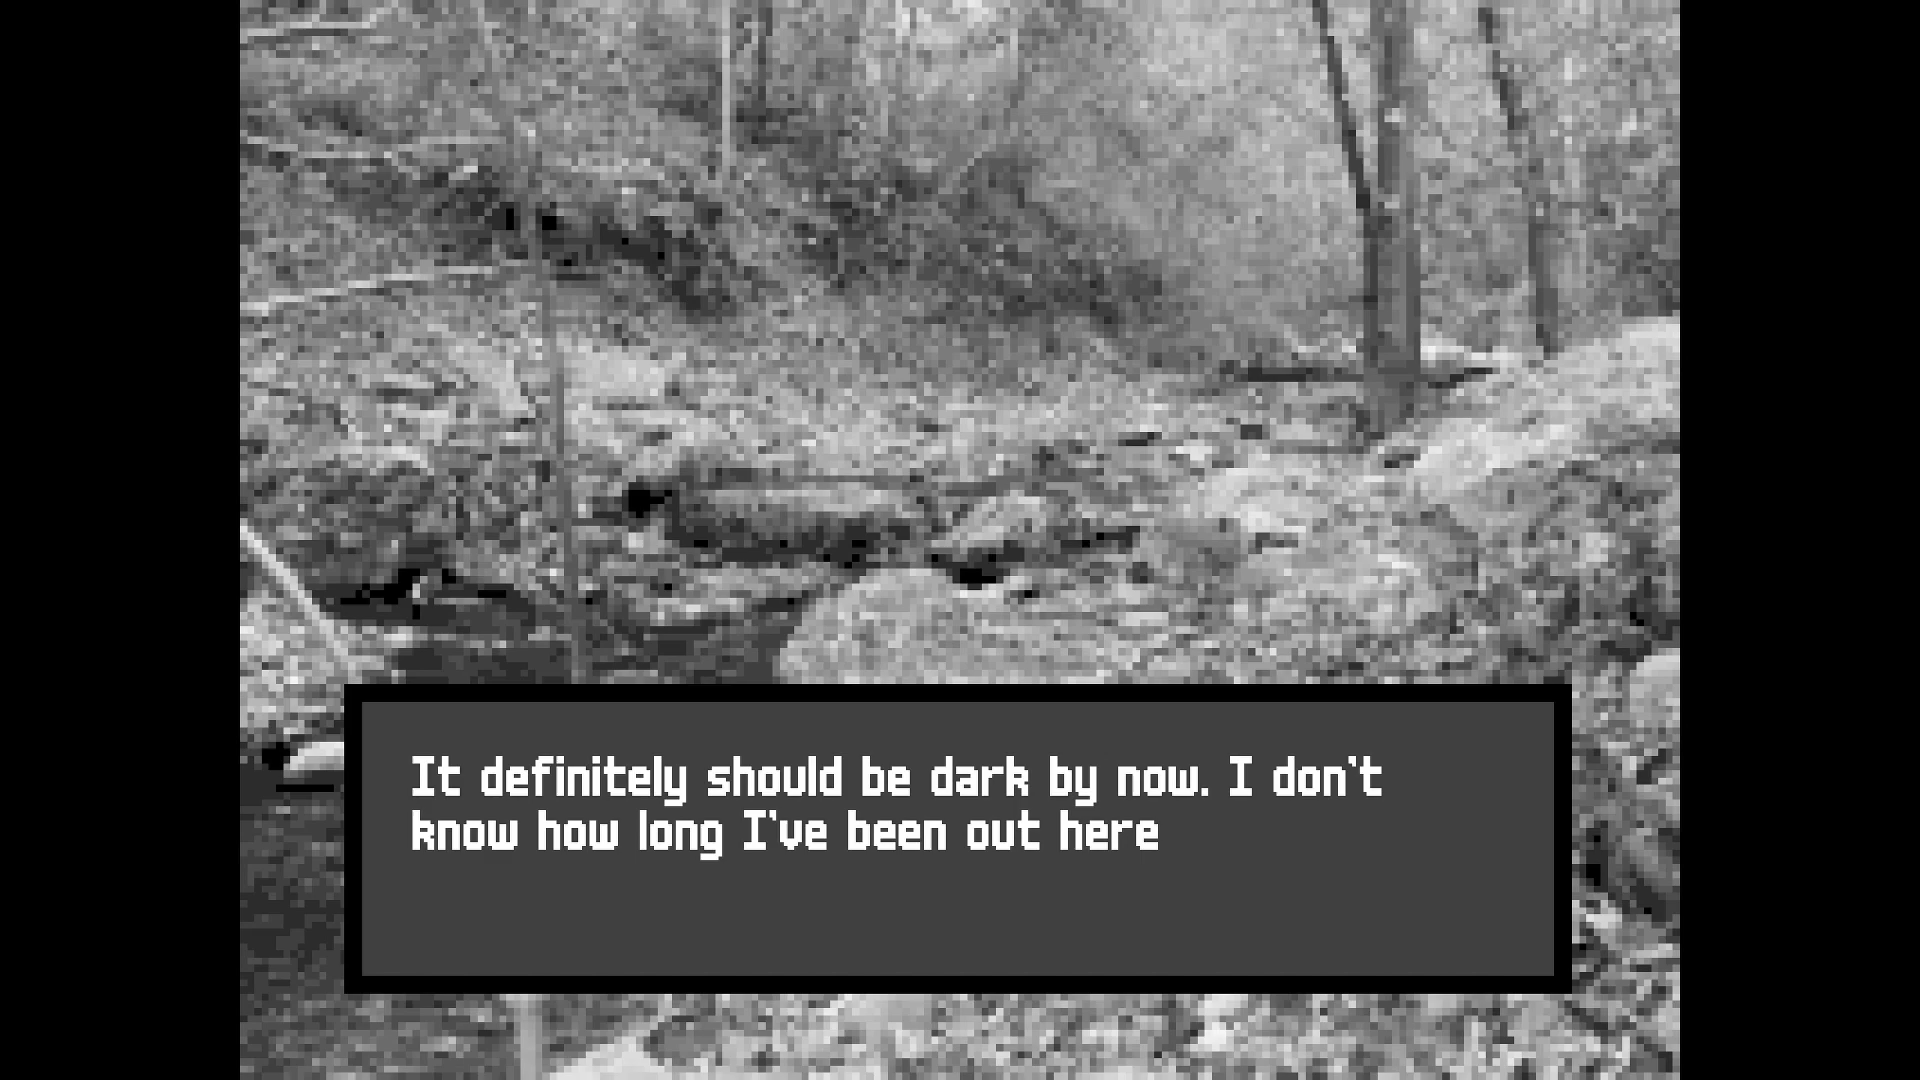 It definitely should be dark by now. I don't
know how long I've been out here